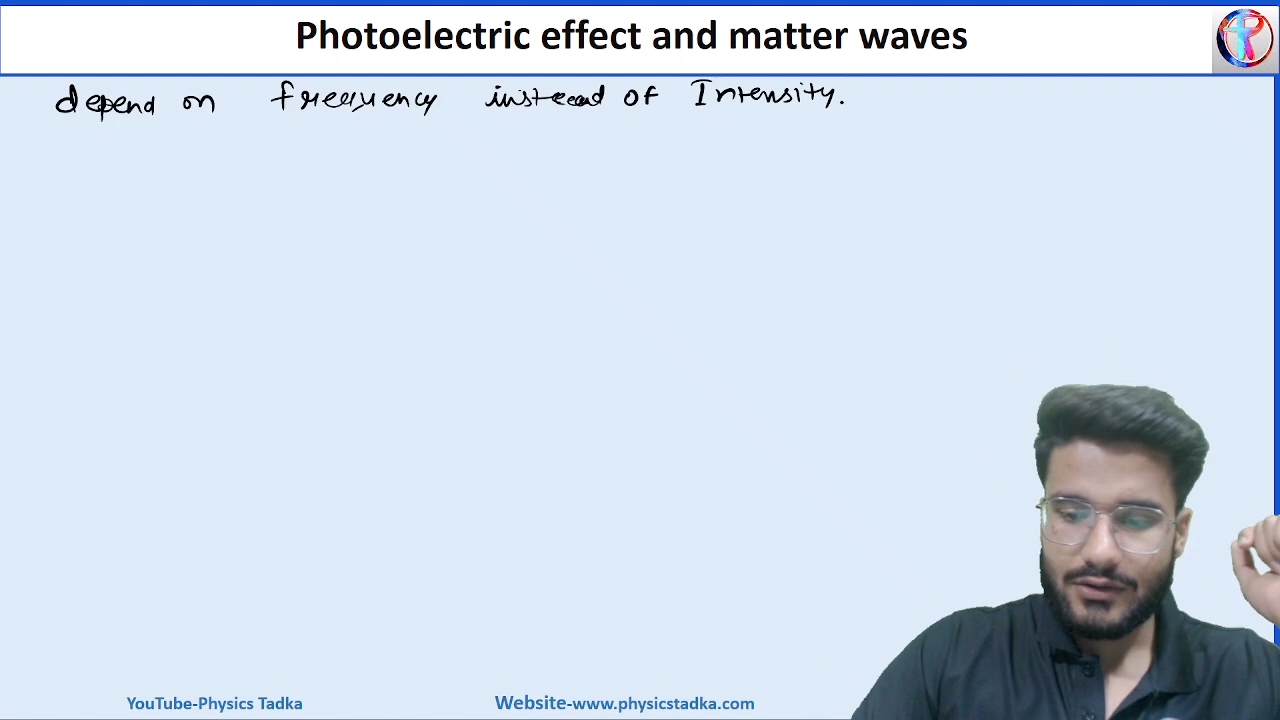 Photoelectric effect and matter waves
depend on frequency instead of Intensity.
YouTube-Physics Tadka
Website-www.physicstadka.com